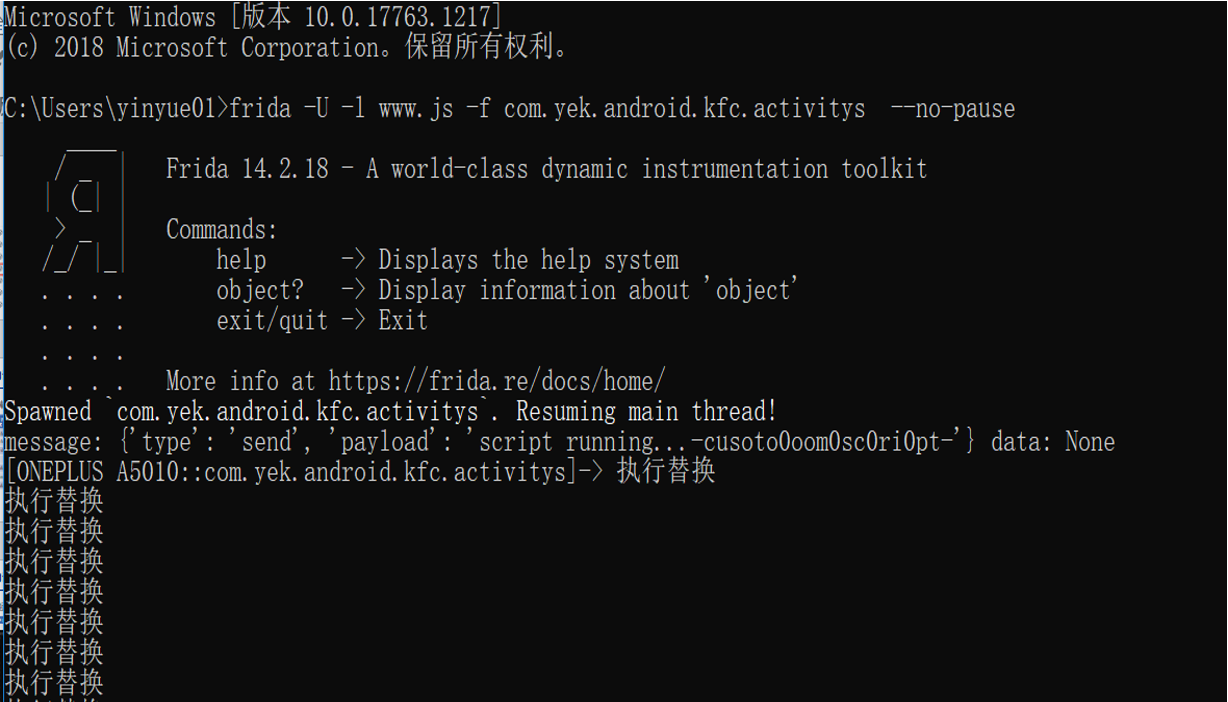 Microsoft Windows [版本 10.0.17763.1217]
(c) 2018 Microsoft Corporation。保留所有权利。
C:\Users\yinyue01>frida -U -l www.js -f com.yek.android.kfc.activitys  --no-pause
Frida 14.2.18 - A world-class dynamic instrumentation toolkit
Commands:
help      -> Displays the help system
object?   -> Display information about 'object'
exit/quit -> Exit
More info at https://frida.re/docs/home/
Spawned `com.yek.android.kfc.activitys`. Resuming main thread!
message: {'type': 'send', 'payload': 'script running...-cusoto0oom0sc0ri0pt-'} data: None
[ONEPLUS A5010::com.yek.android.kfc.activitys]-> 执行替换
执行替换
执行替换
执行替换
执行替换
执行替换
执行替换
执行替换